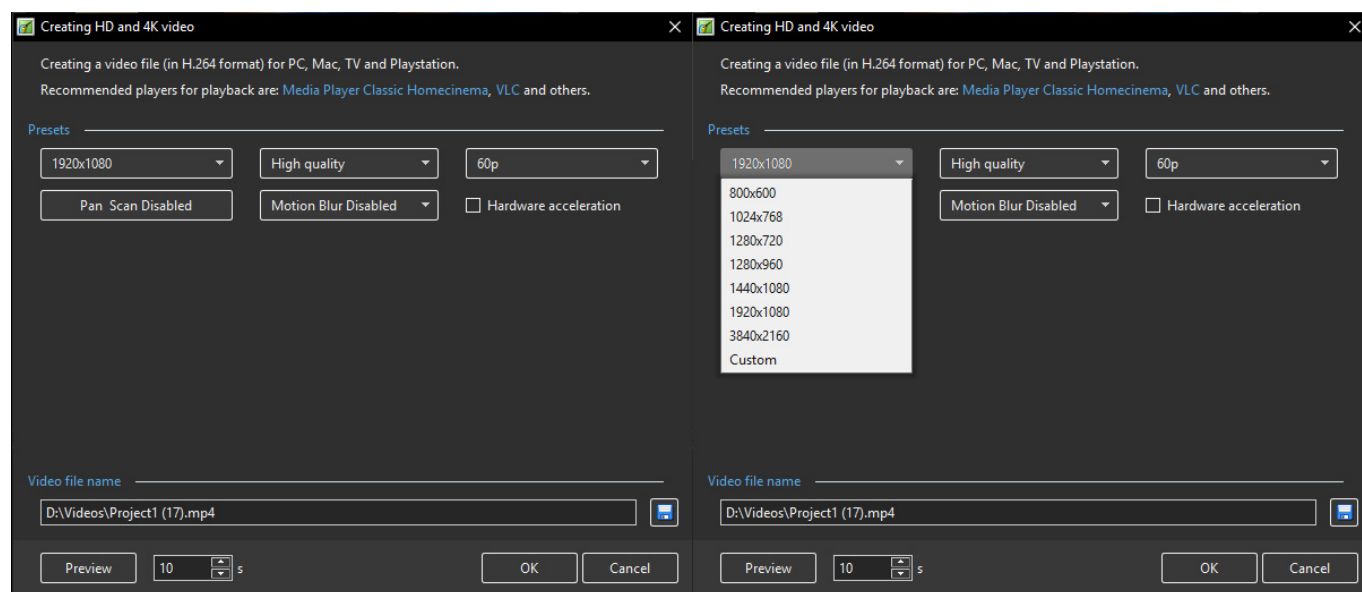 Creating HD and 4K video
Creating a video file (in H.264 format) for PC, Mac, TV and Playstation.
Recommended players for playback are: Media Player Classic Homecinema, VLC and others.
Presets
1920x1080 High quality 60p
Pan Scan Disabled Motion Blur Disabled Hardware acceleration
Video file name
D:\Videos\Project1 (17).mp4
Preview 10 s OK Cancel
Creating HD and 4K video
Creating a video file (in H.264 format) for PC, Mac, TV and Playstation.
Recommended players for playback are: Media Player Classic Homecinema, VLC and others.
Presets
1920x1080 High quality 60p
800x600
Motion Blur Disabled Hardware acceleration
1024x768
1280x720
1280x960
1440x1080
1920x1080
3840x2160
Custom
Video file name
D:\Videos\Project1 (17).mp4
Preview 10 s OK Cancel